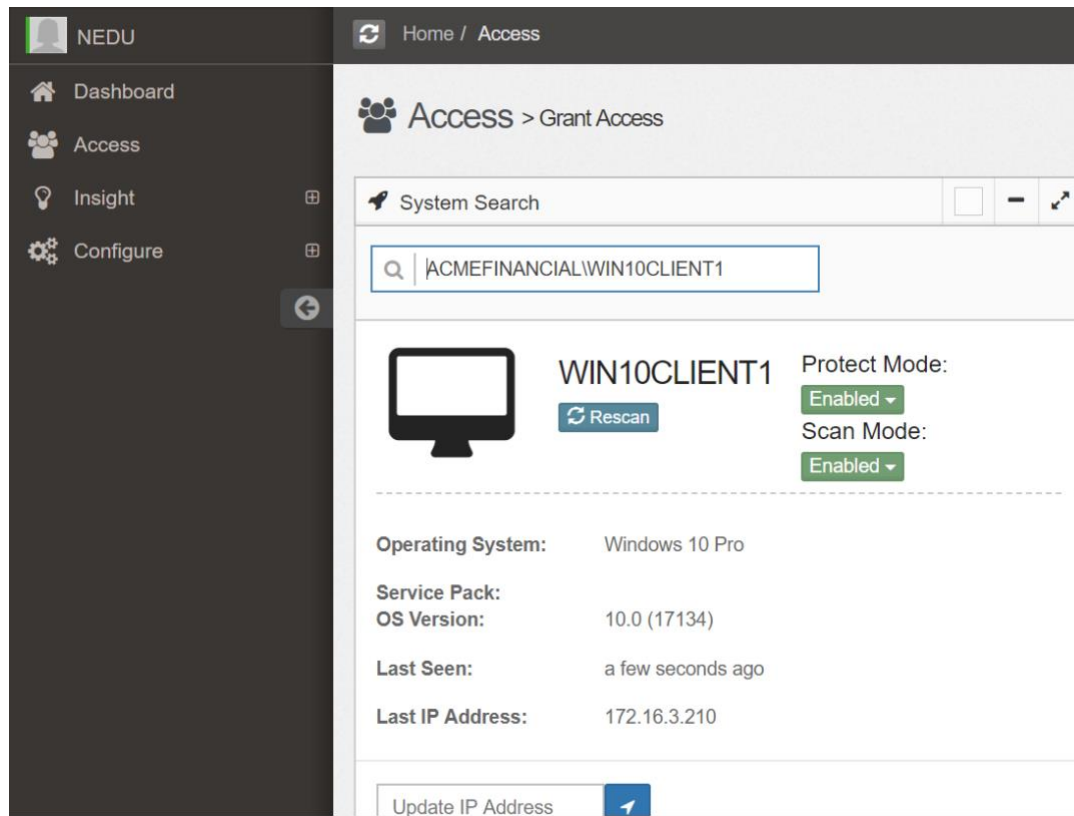 NEDU
Dashboard
Access
Insight
Configure
Home / Access
Access > Grant Access
System Search
ACMEFINANCIAL\WIN10CLIENT1
WIN10CLIENT1
Rescan
Protect Mode:
Enabled
Scan Mode:
Enabled
Operating System: Windows 10 Pro
Service Pack:
OS Version: 10.0 (17134)
Last Seen: a few seconds ago
Last IP Address: 172.16.3.210
Update IP Address